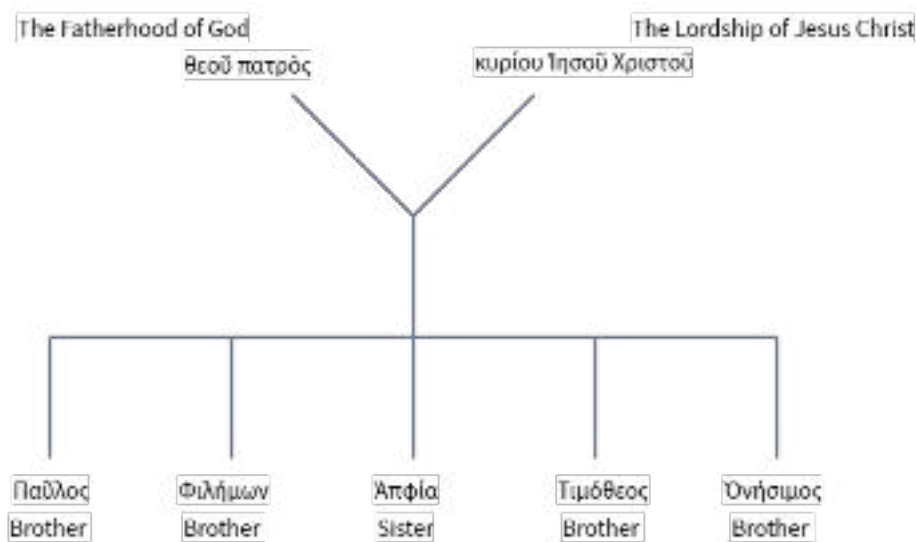 The Fatherhood of God
The Lordship of Jesus Christ
θεοῦ πατρὸς
κυρίου Ἰησοῦ Χριστοῦ
Παῦλος
Φιλήμων
Ἀπφία
Τιμόθεος
Ὀνήσιμος
Brother
Brother
Sister
Brother
Brother